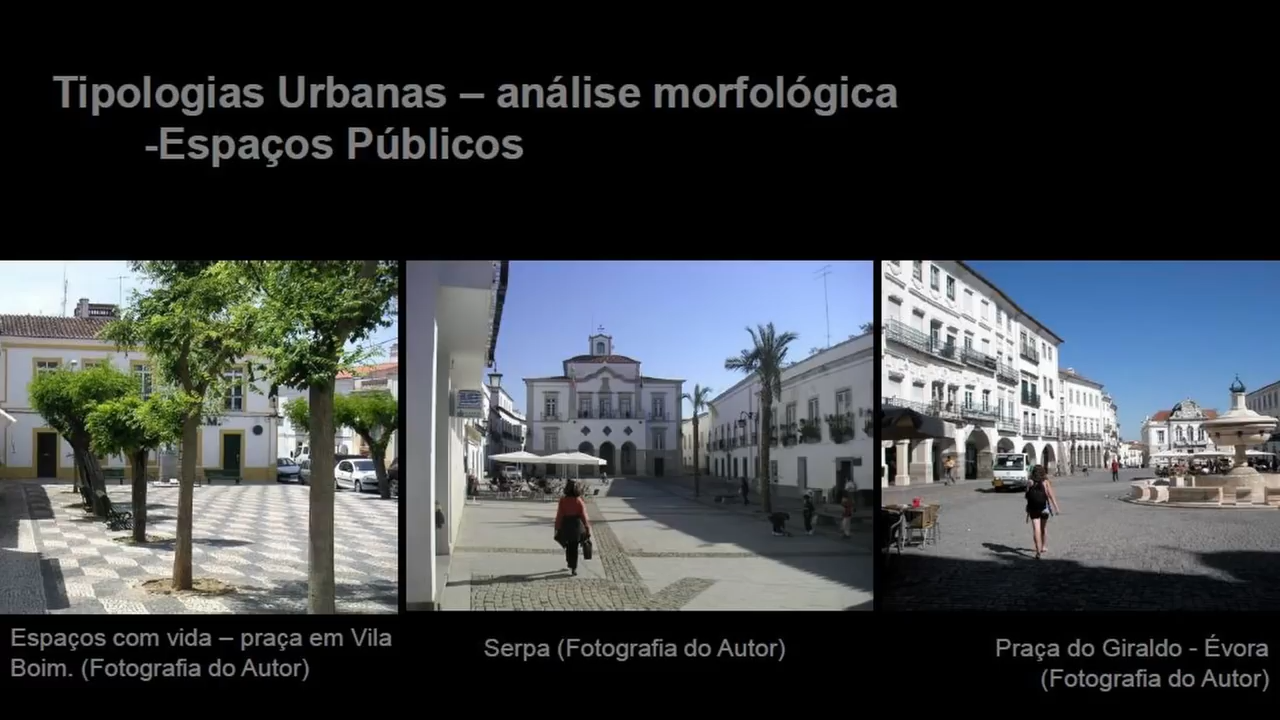 Tipologias Urbanas – análise morfológica
-Espaços Públicos
Espaços com vida – praça em Vila
Boim. (Fotografia do Autor)
Serpa (Fotografia do Autor)
Praça do Giraldo - Évora
(Fotografia do Autor)